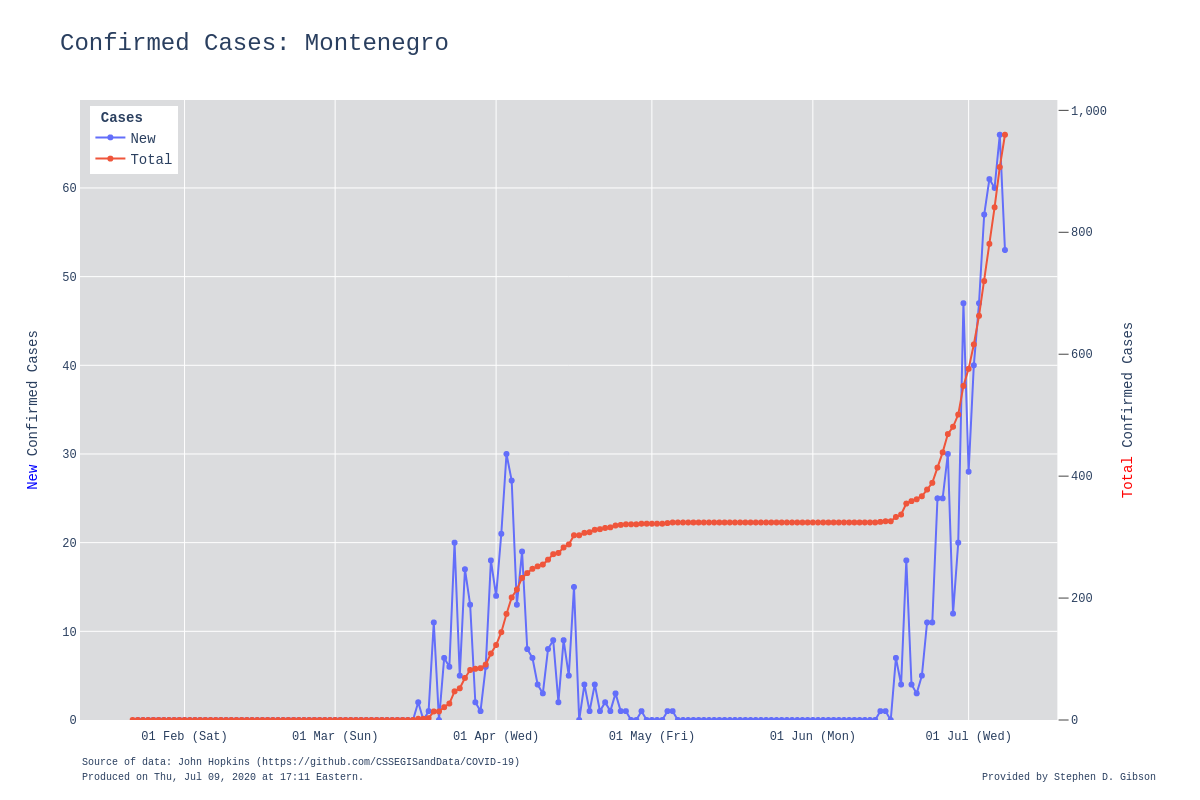 Confirmed Cases: Montenegro
Cases
New
Total
1,000
800
600
400
200
0
60
50
40
30
20
10
0
New Confirmed Cases
Total Confirmed Cases
01 Feb (Sat)
01 Mar (Sun)
01 Apr (Wed)
01 May (Fri)
01 Jun (Mon)
01 Jul (Wed)
Source of data: John Hopkins (https://github.com/CSSEGISandData/COVID-19)
Produced on Thu, Jul 09, 2020 at 17:11 Eastern.
Provided by Stephen D. Gibson